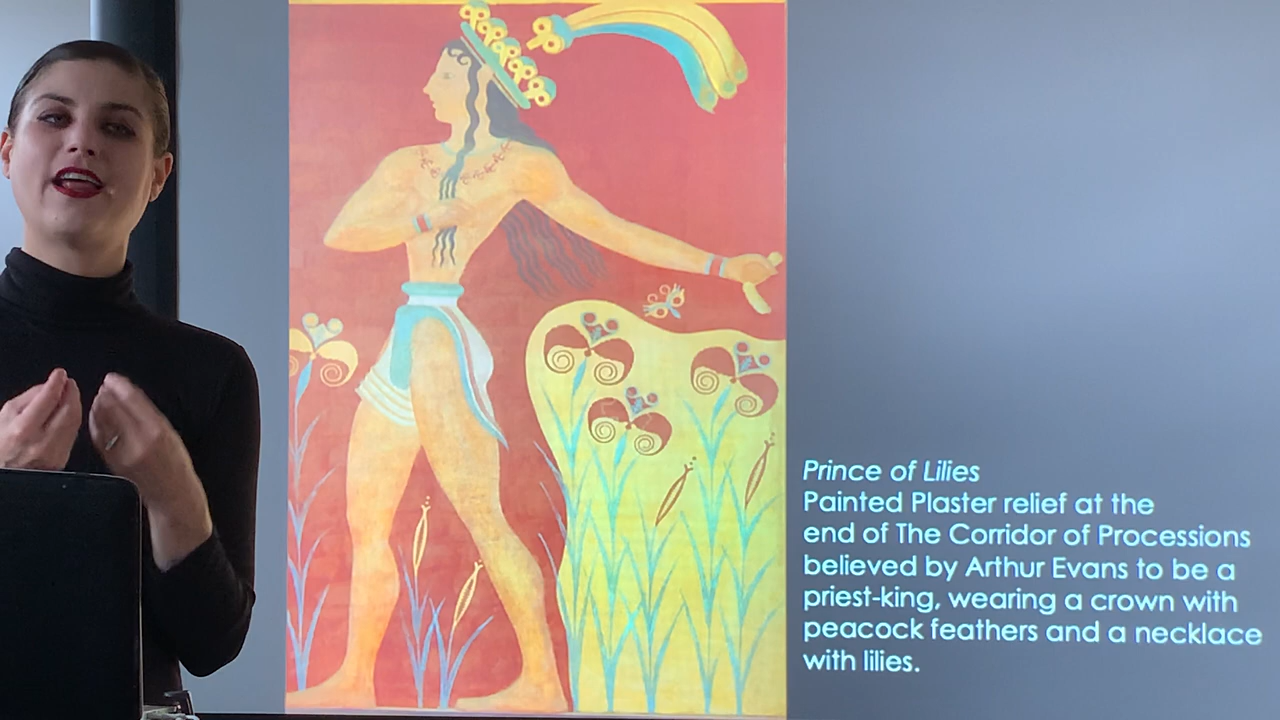 Prince of Lilies
Painted Plaster relief at the
end of The Corridor of Processions
believed by Arthur Evans to be a
priest-king, wearing a crown with
peacock feathers and a necklace
with lilies.